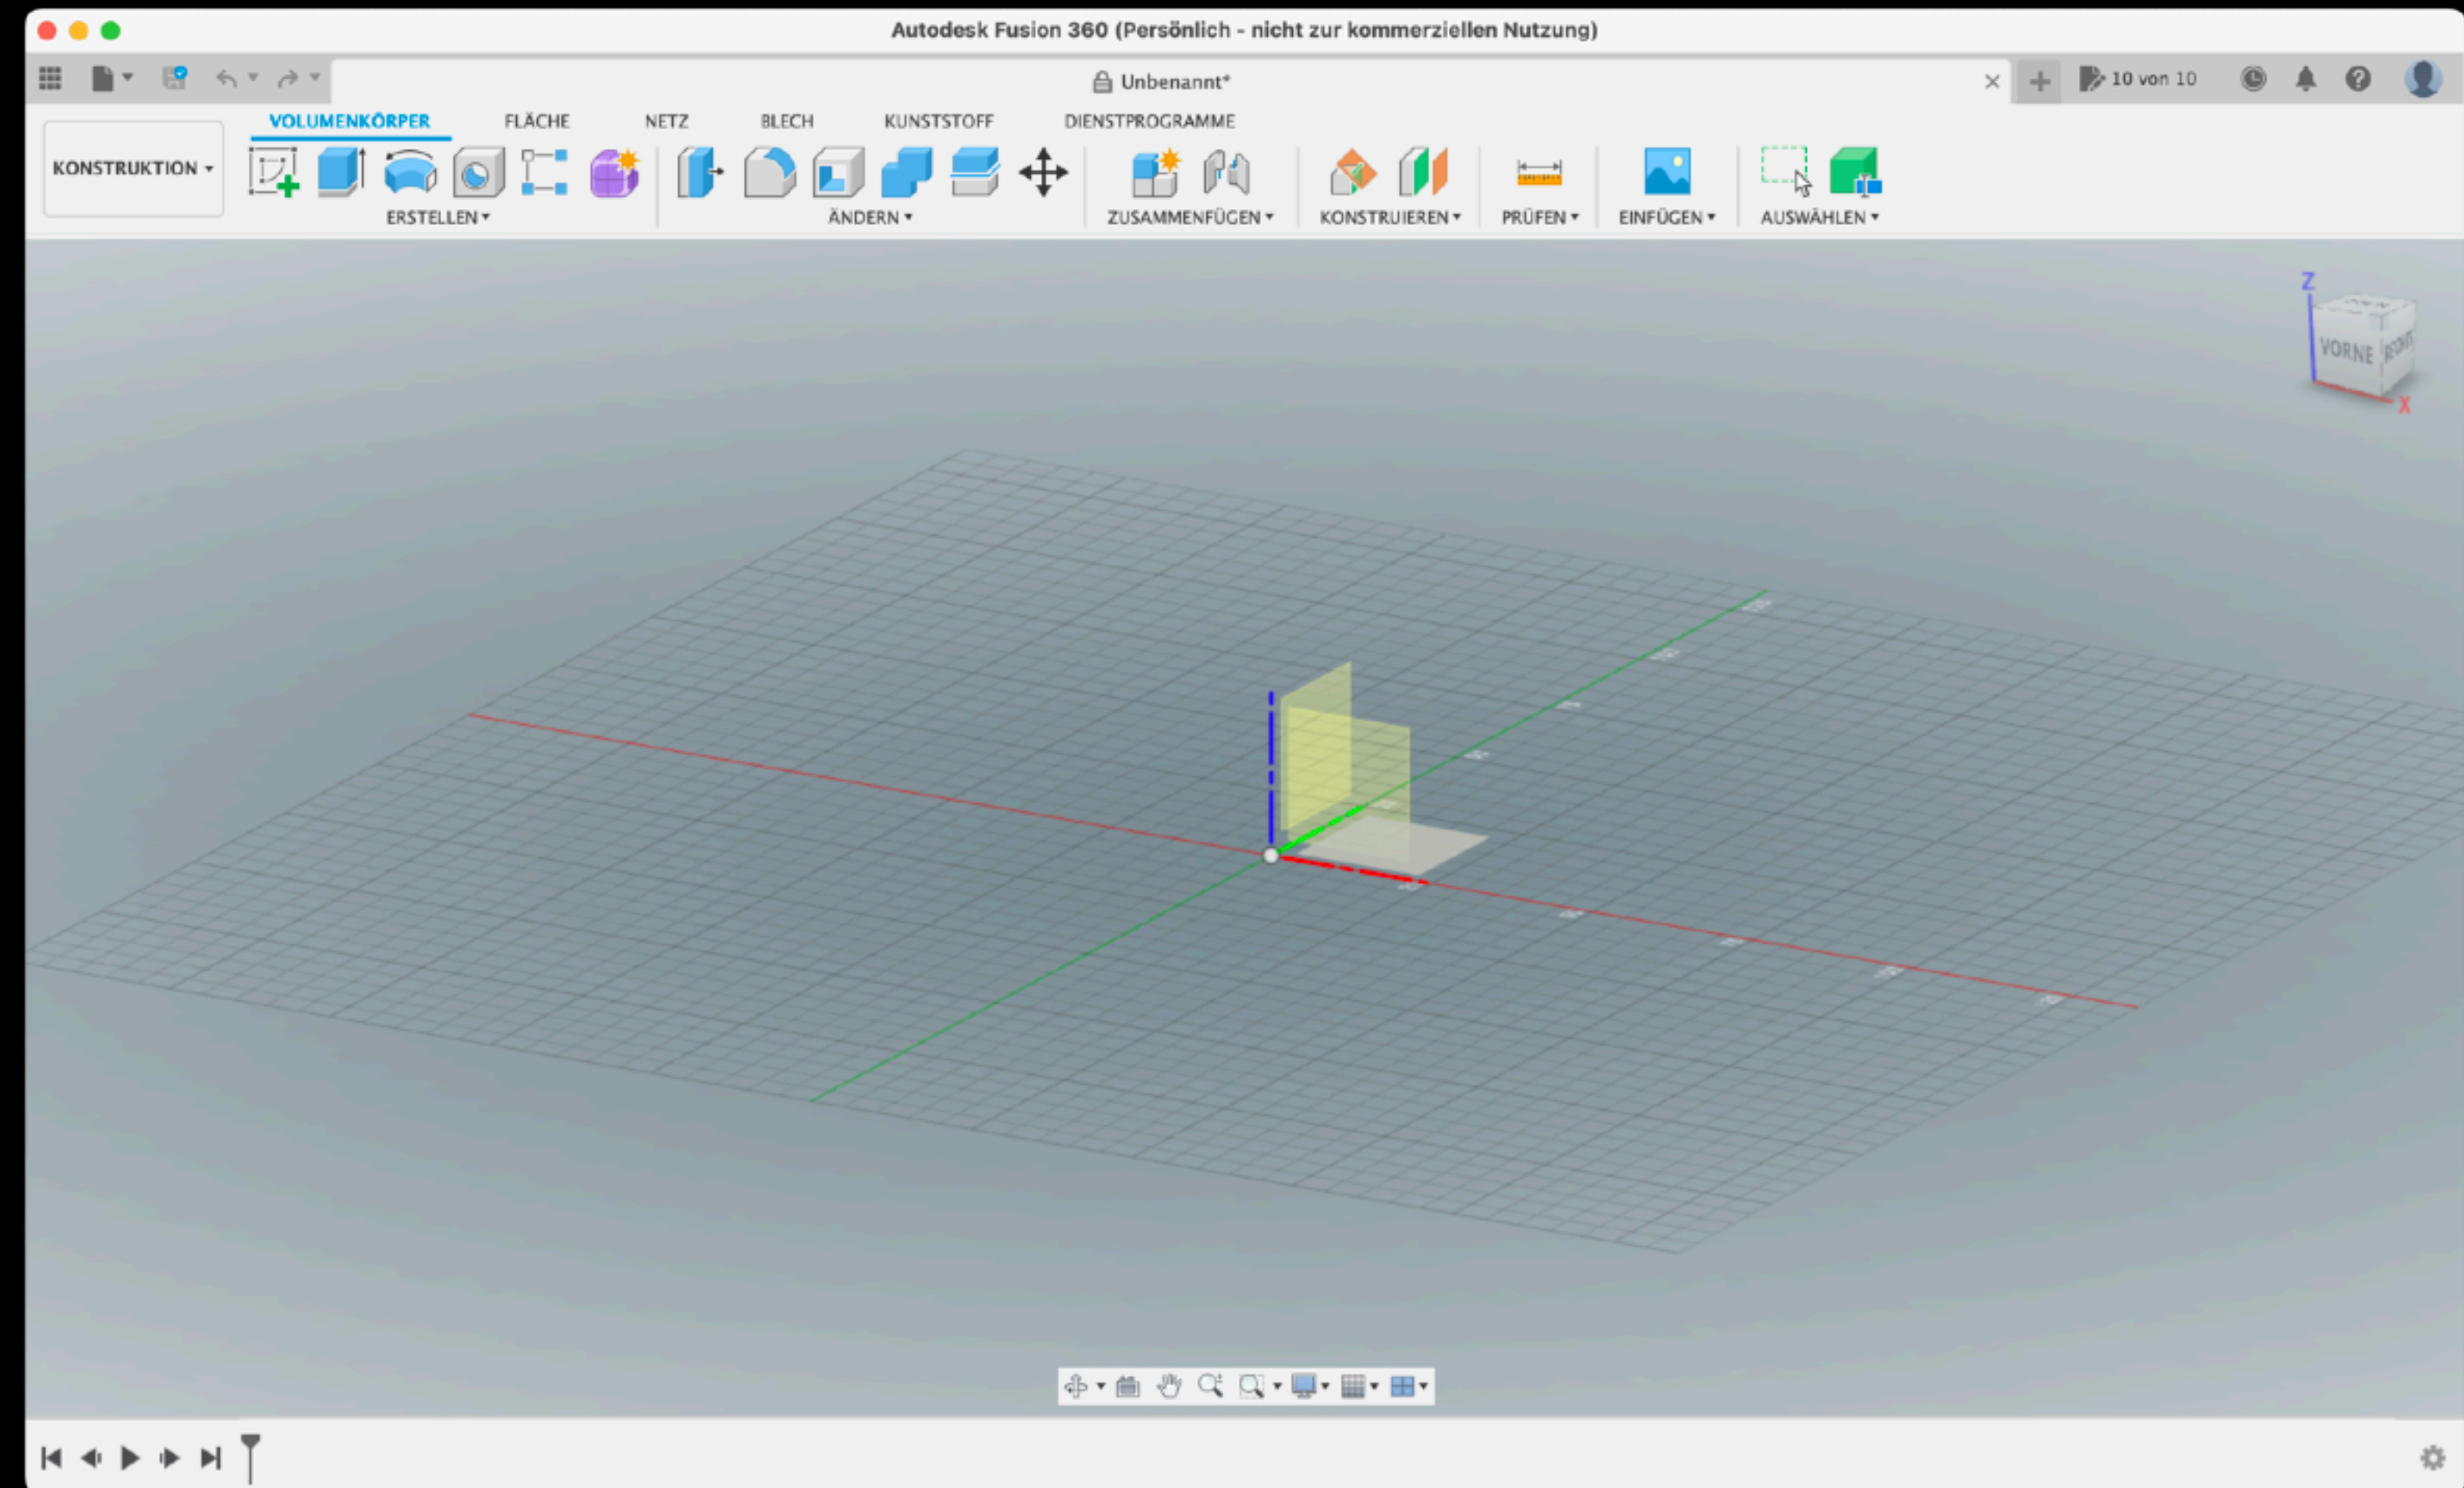 Autodesk Fusion 360 (Persönlich - nicht zur kommerziellen Nutzung)
Unbenannt*
10 von 10
VOLUMENKÖRPER FLÄCHE NETZ BLECH KUNSTSTOFF DIENSTPROGRAMME
KONSTRUKTION
ERSTELLEN ÄNDERN ZUSAMMENFÜGEN KONSTRUIEREN PRÜFEN EINFÜGEN AUSWÄHLEN
Z
VORNE RECHTS
X